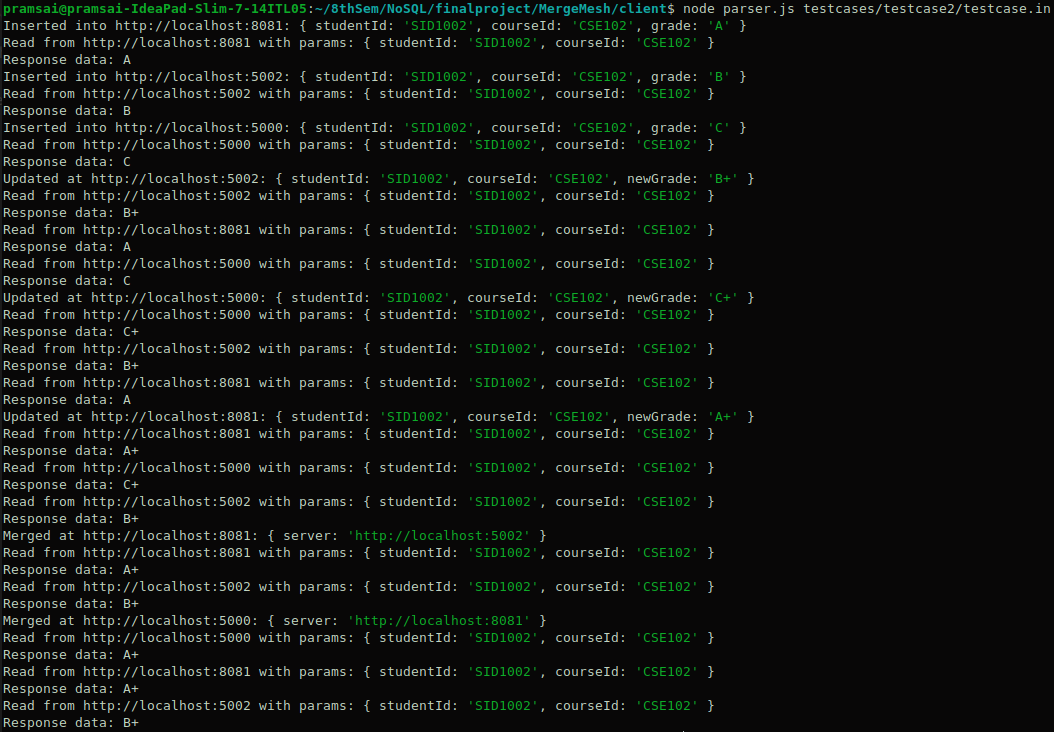 pramsai@pramsai-IdeaPad-Slim-7-14ITL05:~/8thSem/NoSQL/finalproject/MergeMesh/client$ node parser.js testcases/testcase2/testcase.in
Inserted into http://localhost:8081: { studentId: 'SID1002', courseId: 'CSE102', grade: 'A' }
Read from http://localhost:8081 with params: { studentId: 'SID1002', courseId: 'CSE102' }
Response data: A
Inserted into http://localhost:5002: { studentId: 'SID1002', courseId: 'CSE102', grade: 'B' }
Read from http://localhost:5002 with params: { studentId: 'SID1002', courseId: 'CSE102' }
Response data: B
Inserted into http://localhost:5000: { studentId: 'SID1002', courseId: 'CSE102', grade: 'C' }
Read from http://localhost:5000 with params: { studentId: 'SID1002', courseId: 'CSE102' }
Response data: C
Updated at http://localhost:5002: { studentId: 'SID1002', courseId: 'CSE102', newGrade: 'B+' }
Read from http://localhost:5002 with params: { studentId: 'SID1002', courseId: 'CSE102' }
Response data: B+
Read from http://localhost:8081 with params: { studentId: 'SID1002', courseId: 'CSE102' }
Response data: A
Read from http://localhost:5000 with params: { studentId: 'SID1002', courseId: 'CSE102' }
Response data: C
Updated at http://localhost:5000: { studentId: 'SID1002', courseId: 'CSE102', newGrade: 'C+' }
Read from http://localhost:5000 with params: { studentId: 'SID1002', courseId: 'CSE102' }
Response data: C+
Read from http://localhost:5002 with params: { studentId: 'SID1002', courseId: 'CSE102' }
Response data: B+
Read from http://localhost:8081 with params: { studentId: 'SID1002', courseId: 'CSE102' }
Response data: A
Updated at http://localhost:8081: { studentId: 'SID1002', courseId: 'CSE102', newGrade: 'A+' }
Read from http://localhost:8081 with params: { studentId: 'SID1002', courseId: 'CSE102' }
Response data: A+
Read from http://localhost:5000 with params: { studentId: 'SID1002', courseId: 'CSE102' }
Response data: C+
Read from http://localhost:5002 with params: { studentId: 'SID1002', courseId: 'CSE102' }
Response data: B+
Merged at http://localhost:8081: { server: 'http://localhost:5002' }
Read from http://localhost:8081 with params: { studentId: 'SID1002', courseId: 'CSE102' }
Response data: A+
Read from http://localhost:5002 with params: { studentId: 'SID1002', courseId: 'CSE102' }
Response data: B+
Merged at http://localhost:5000: { server: 'http://localhost:8081' }
Read from http://localhost:5000 with params: { studentId: 'SID1002', courseId: 'CSE102' }
Response data: A+
Read from http://localhost:8081 with params: { studentId: 'SID1002', courseId: 'CSE102' }
Response data: A+
Read from http://localhost:5002 with params: { studentId: 'SID1002', courseId: 'CSE102' }
Response data: B+